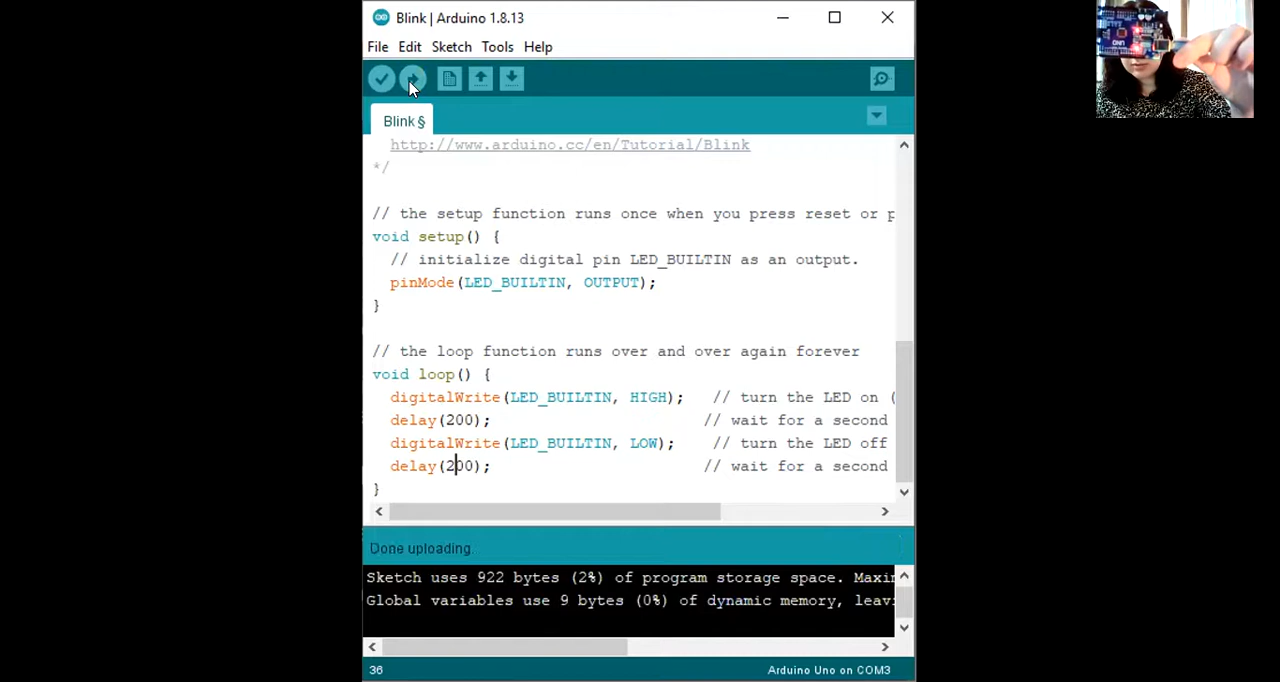 Blink | Arduino 1.8.13
File Edit Sketch Tools Help
Blink §
http://www.arduino.cc/en/Tutorial/Blink
*/
// the setup function runs once when you press reset or p
void setup() {
// initialize digital pin LED_BUILTIN as an output.
pinMode(LED_BUILTIN, OUTPUT);
}
// the loop function runs over and over again forever
void loop() {
digitalWrite(LED_BUILTIN, HIGH); // turn the LED on (
delay(200); // wait for a second
digitalWrite(LED_BUILTIN, LOW); // turn the LED off
delay(200); // wait for a second
}
Done uploading.
Sketch uses 922 bytes (2%) of program storage space. Maxi
Global variables use 9 bytes (0%) of dynamic memory, leavi
36 Arduino Uno on COM3
UNO